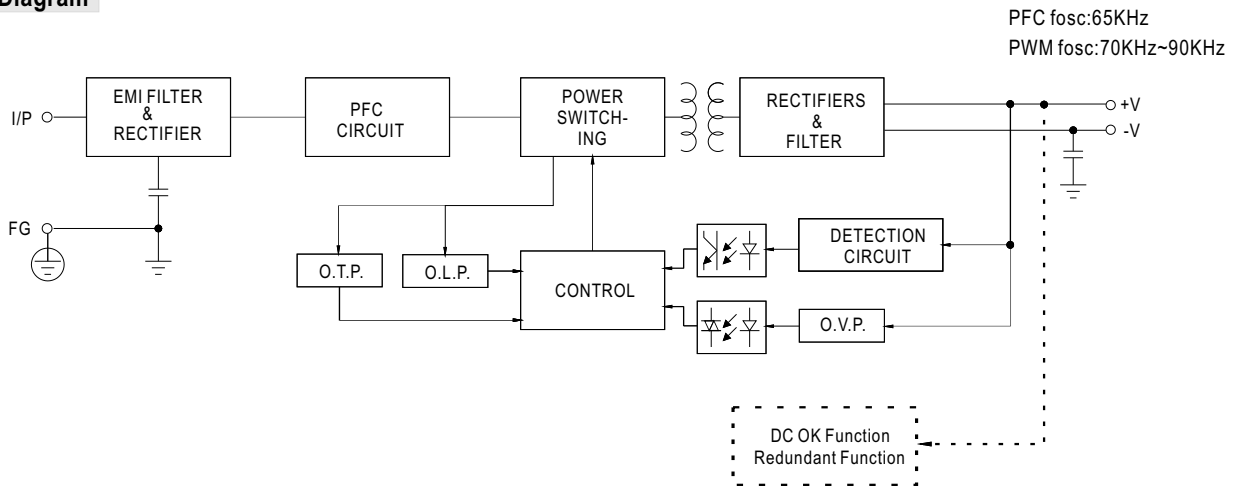 Diagram
PFC fosc:65KHz
PWM fosc:70KHz~90KHz
I/P
EMI FILTER
&
RECTIFIER
PFC
CIRCUIT
POWER
SWITCH-
ING
RECTIFIERS
&
FILTER
+V
-V
FG
O.T.P.
O.L.P.
CONTROL
DETECTION
CIRCUIT
O.V.P.
DC OK Function
Redundant Function